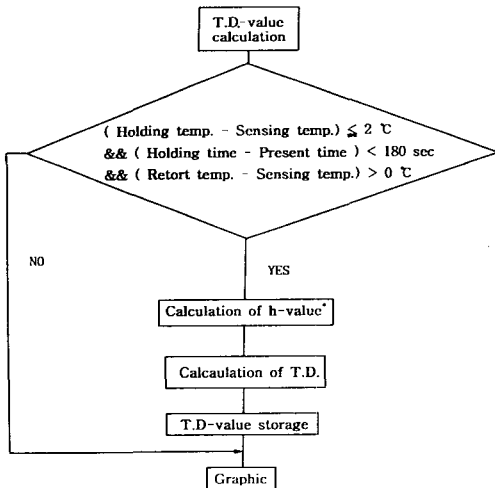 T.D.-value
calculation
( Holding temp. - Sensing temp.) ≦ 2 ℃
&& ( Holding time - Present time ) < 180 sec
&& ( Retort temp. - Sensing temp.) > 0 ℃
NO
YES
Calculation of h-value*
Calcaulation of T.D.
T.D-value storage
Graphic